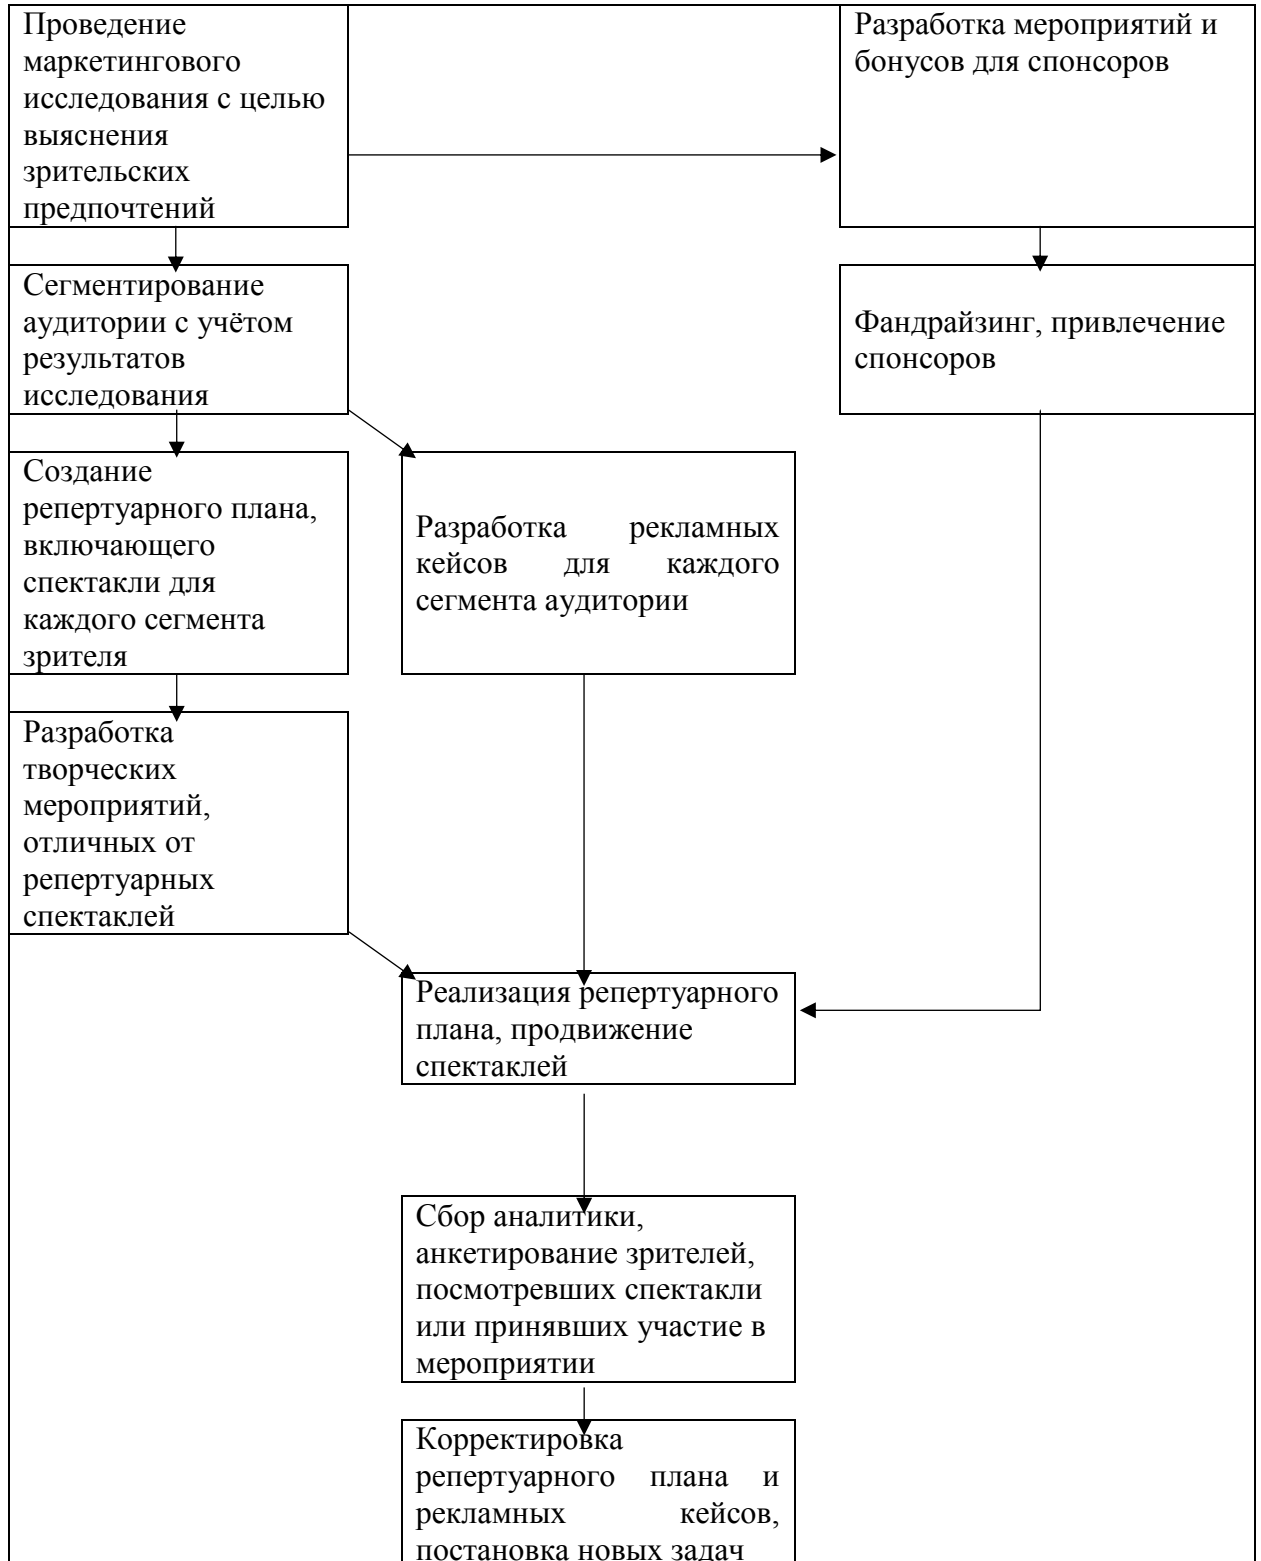 Проведение
маркетингового
исследования с целью
выяснения
зрительских
предпочтений
Разработка мероприятий и
бонусов для спонсоров
Сегментирование
аудитории с учётом
результатов
исследования
Фандрайзинг, привлечение
спонсоров
Создание
репертуарного плана,
включающего
спектакли для
каждого сегмента
зрителя
Разработка рекламных
кейсов для каждого
сегмента аудитории
Разработка
творческих
мероприятий,
отличных от
репертуарных
спектаклей
Реализация репертуарного
плана, продвижение
спектаклей
Сбор аналитики,
анкетирование зрителей,
посмотревших спектакли
или принявших участие в
мероприятии
Корректировка
репертуарного плана и
рекламных кейсов,
постановка новых задач